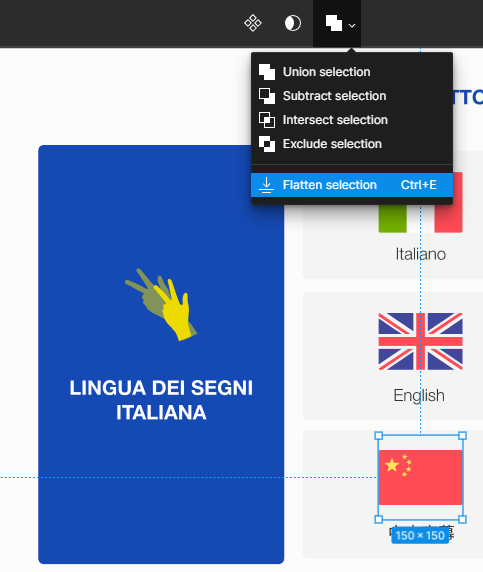 Union selection
Subtract selection
Intersect selection
Exclude selection
Flatten selection Ctrl+E
TTO
Italiano
LINGUA DEI SEGNI
ITALIANA
English
150 × 150